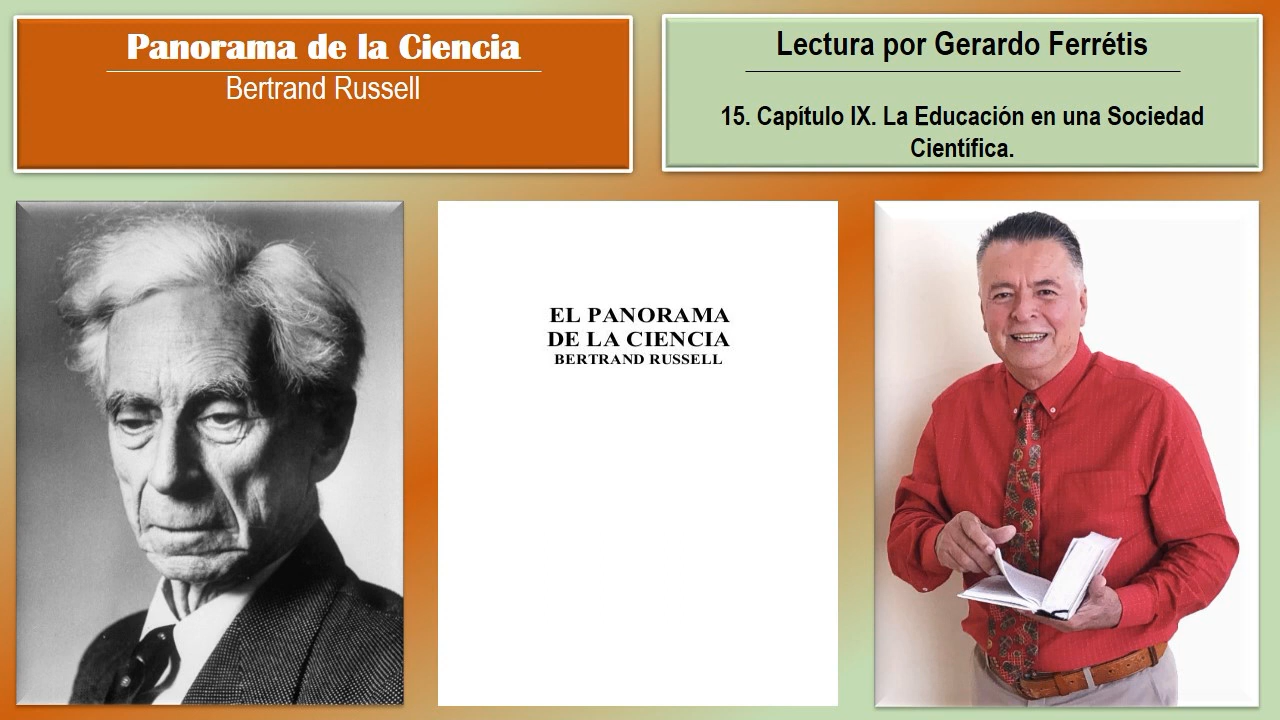 Panorama de la Ciencia
Bertrand Russell
Lectura por Gerardo Ferrétis
15. Capítulo IX. La Educación en una Sociedad
Científica.
EL PANORAMA
DE LA CIENCIA
BERTRAND RUSSELL